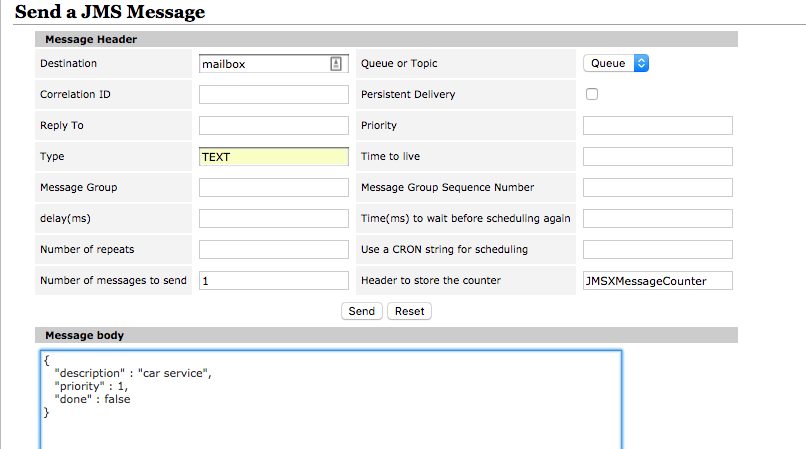 Send a JMS Message
Message Header
Destination mailbox Queue or Topic Queue
Correlation ID Persistent Delivery
Reply To Priority
Type TEXT Time to live
Message Group Message Group Sequence Number
delay(ms) Time(ms) to wait before scheduling again
Number of repeats Use a CRON string for scheduling
Number of messages to send 1 Header to store the counter JMSXMessageCounter
Send Reset
Message body
{
"description" : "car service",
"priority" : 1,
"done" : false
}